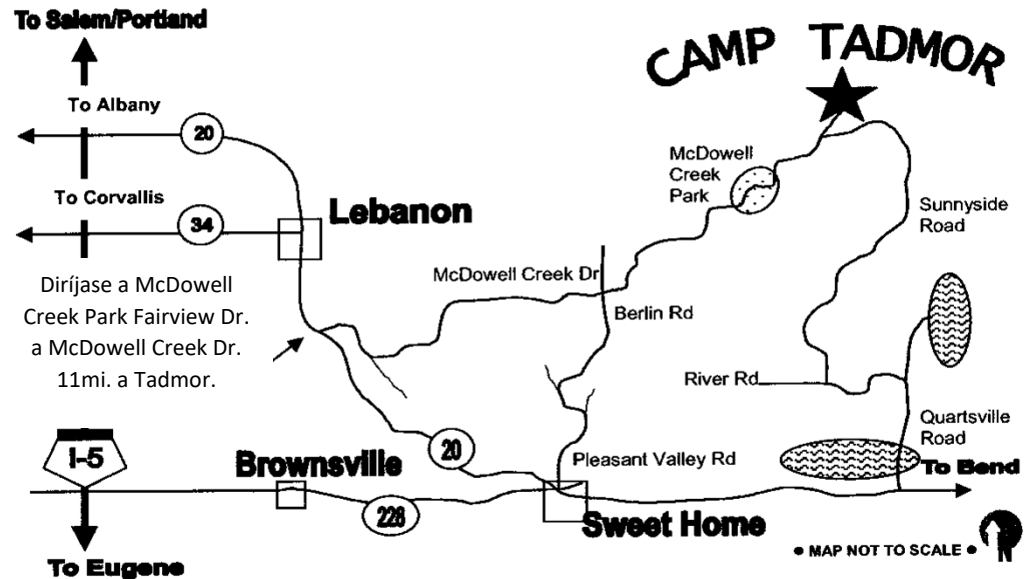 To Salem/Portland
CAMP TADMOR
To Albany
20
McDowell
Creek
Park
To Corvallis
34
Lebanon
Sunnyside
Road
McDowell Creek Dr
Diríjase a McDowell
Creek Park Fairview Dr.
a McDowell Creek Dr.
11mi. a Tadmor.
Berlin Rd
River Rd
Quartsville
Road
I-5
Brownsville
20
Pleasant Valley Rd
To Bend
228
Sweet Home
• MAP NOT TO SCALE •
N
To Eugene